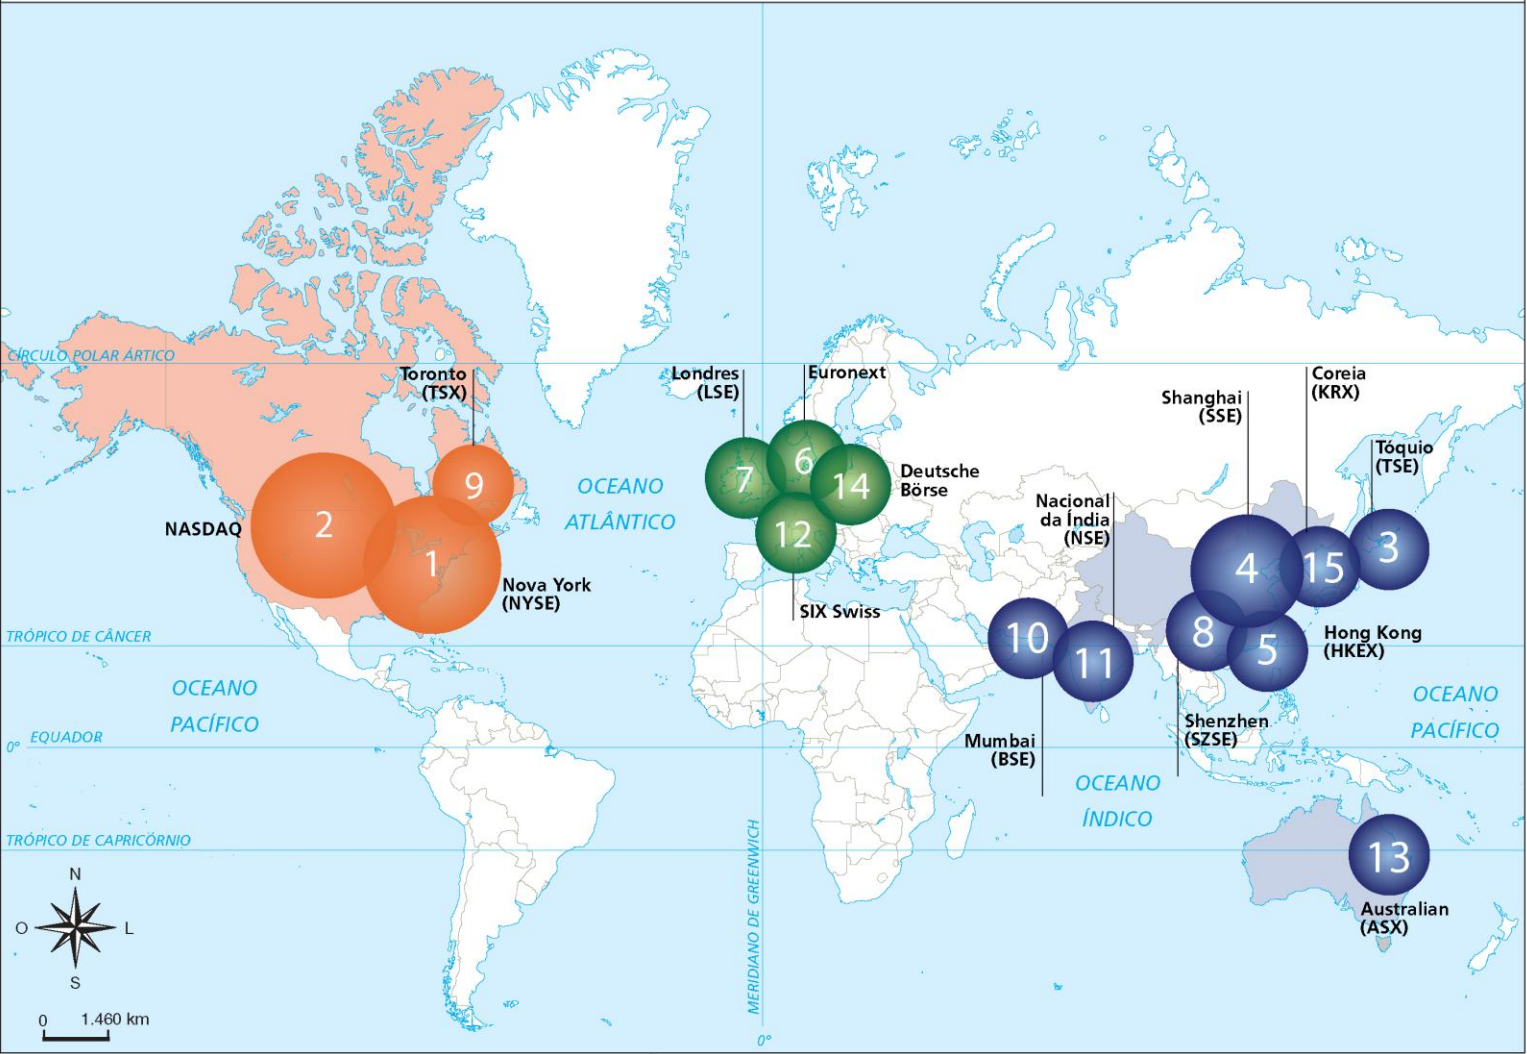 CÍRCULO POLAR ÁRTICO
Toronto
(TSX)
Londres
(LSE)
Euronext
Coreia
(KRX)
Shanghai
(SSE)
Tóquio
(TSE)
9
7
6
14
Deutsche
Börse
OCEANO
ATLÂNTICO
Nacional
da Índia
(NSE)
NASDAQ
2
1
12
4
15
3
Nova York
(NYSE)
SIX Swiss
TRÓPICO DE CÂNCER
10
11
8
5
Hong Kong
(HKEX)
OCEANO
PACÍFICO
OCEANO
PACÍFICO
0° EQUADOR
Mumbai
(BSE)
Shenzhen
(SZSE)
OCEANO
ÍNDICO
TRÓPICO DE CAPRICÓRNIO
13
Australian
(ASX)
MERIDIANO DE GREENWICH
N
O
L
S
0 1.460 km
0°